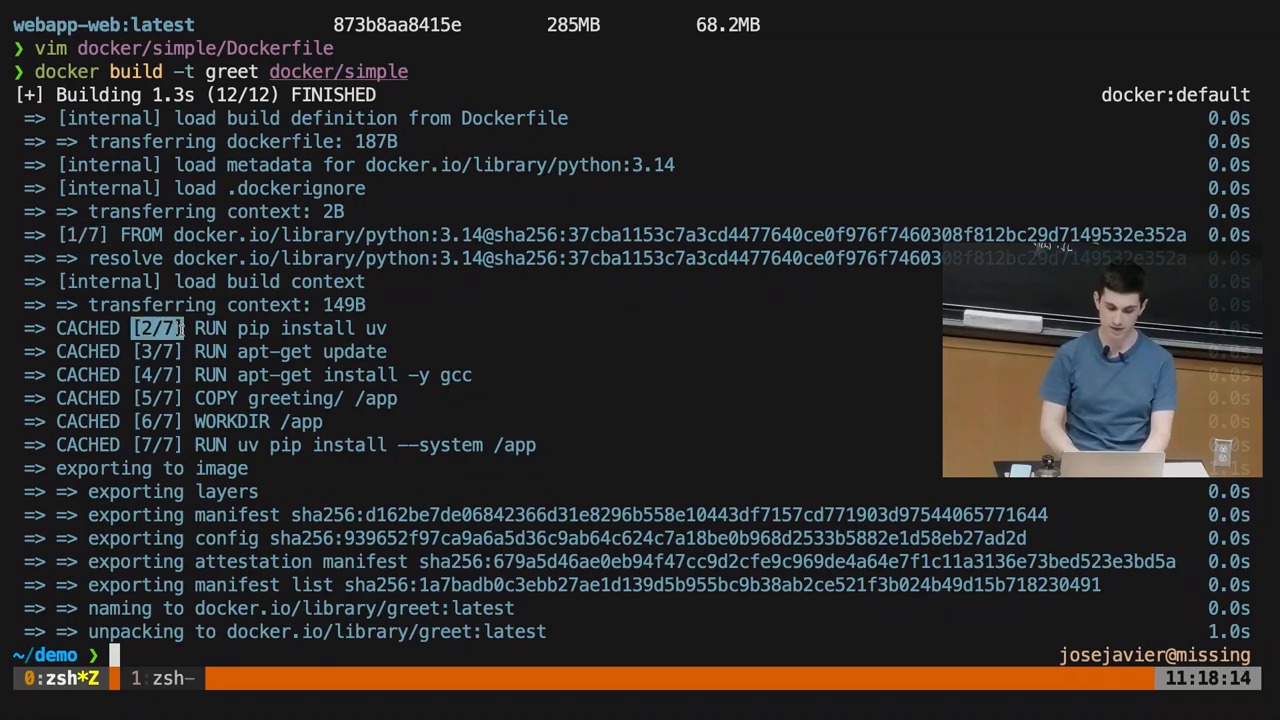 webapp-web:latest 873b8aa8415e 285MB 68.2MB
❯ vim docker/simple/Dockerfile
❯ docker build -t greet docker/simple
[+] Building 1.3s (12/12) FINISHED docker:default
=> [internal] load build definition from Dockerfile 0.0s
=> => transferring dockerfile: 187B 0.0s
=> [internal] load metadata for docker.io/library/python:3.14 0.0s
=> [internal] load .dockerignore 0.0s
=> => transferring context: 2B 0.0s
=> [1/7] FROM docker.io/library/python:3.14@sha256:37cba1153c7a3cd4477640ce0f976f7460308f812bc29d7149532e352a 0.0s
=> => resolve docker.io/library/python:3.14@sha256:37cba1153c7a3cd4477640ce0f976f7460308f812bc29d7149532e352a 0.0s
=> [internal] load build context
=> => transferring context: 149B
=> CACHED [2/7] RUN pip install uv
=> CACHED [3/7] RUN apt-get update
=> CACHED [4/7] RUN apt-get install -y gcc 0.0s
=> CACHED [5/7] COPY greeting/ /app 0.0s
=> CACHED [6/7] WORKDIR /app 0.0s
=> CACHED [7/7] RUN uv pip install --system /app
=> exporting to image
=> => exporting layers 0.0s
=> => exporting manifest sha256:d162be7de06842366d31e8296b558e10443df7157cd771903d97544065771644 0.0s
=> => exporting config sha256:939652f97ca9a6a5d36c9ab64c624c7a18be0b968d2533b5882e1d58eb27ad2d 0.0s
=> => exporting attestation manifest sha256:679a5d46ae0eb94f47cc9d2cfe9c969de4a64e7f1c11a3136e73bed523e3bd5a 0.0s
=> => exporting manifest list sha256:1a7badb0c3ebb27ae1d139d5b955bc9b38ab2ce521f3b024b49d15b718230491 0.0s
=> => naming to docker.io/library/greet:latest 0.0s
=> => unpacking to docker.io/library/greet:latest 1.0s
~/demo ❯ josejavier@missing
0:zsh*Z 1:zsh- 11:18:14